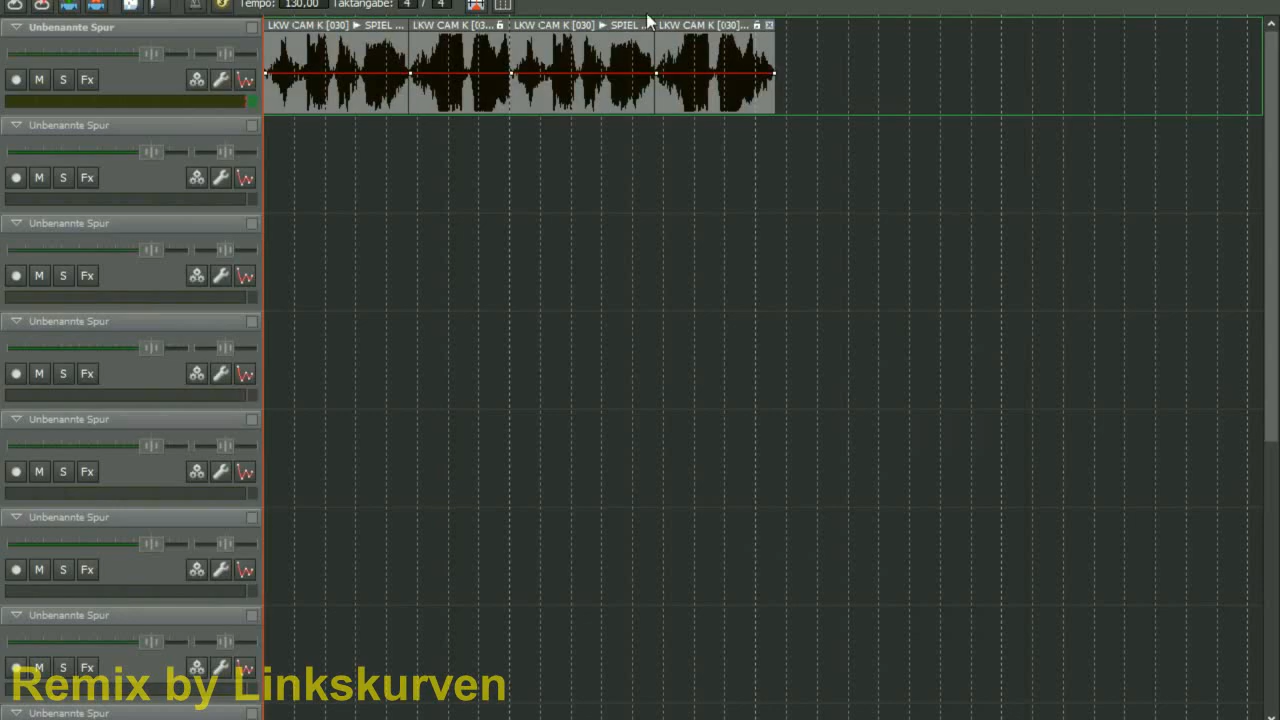 Tempo: 130,00 Taktangabe: 4 / 4
Unbenannte Spur
LKW CAM K [030] ► SPIEL ... LKW CAM K [03... LKW CAM K [030] ► SPIEL ... LKW CAM K [030]...
M S Fx
Unbenannte Spur
M S Fx
Unbenannte Spur
M S Fx
Unbenannte Spur
M S Fx
Unbenannte Spur
M S Fx
Unbenannte Spur
M S Fx
Unbenannte Spur
M S Fx
Remix by Linkskurven
Unbenannte Spur